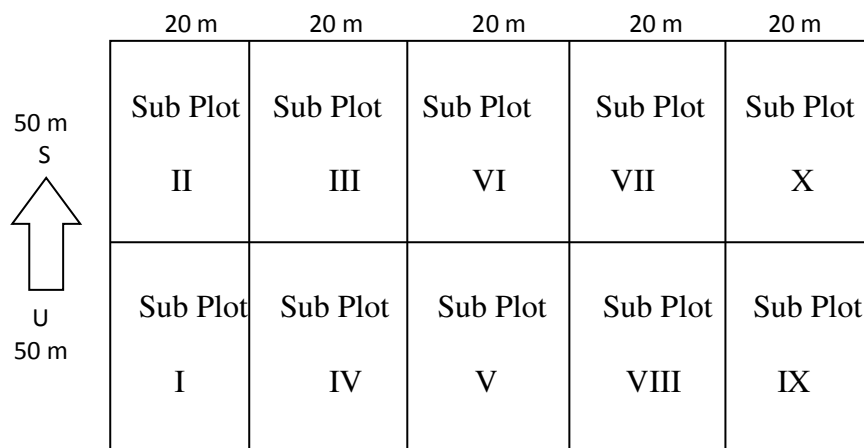 20 m 20 m 20 m 20 m 20 m
Sub Plot Sub Plot Sub Plot Sub Plot Sub Plot
50 m
S
II III VI VII X
Sub Plot Sub Plot Sub Plot Sub Plot Sub Plot
U
50 m
I IV V VIII IX